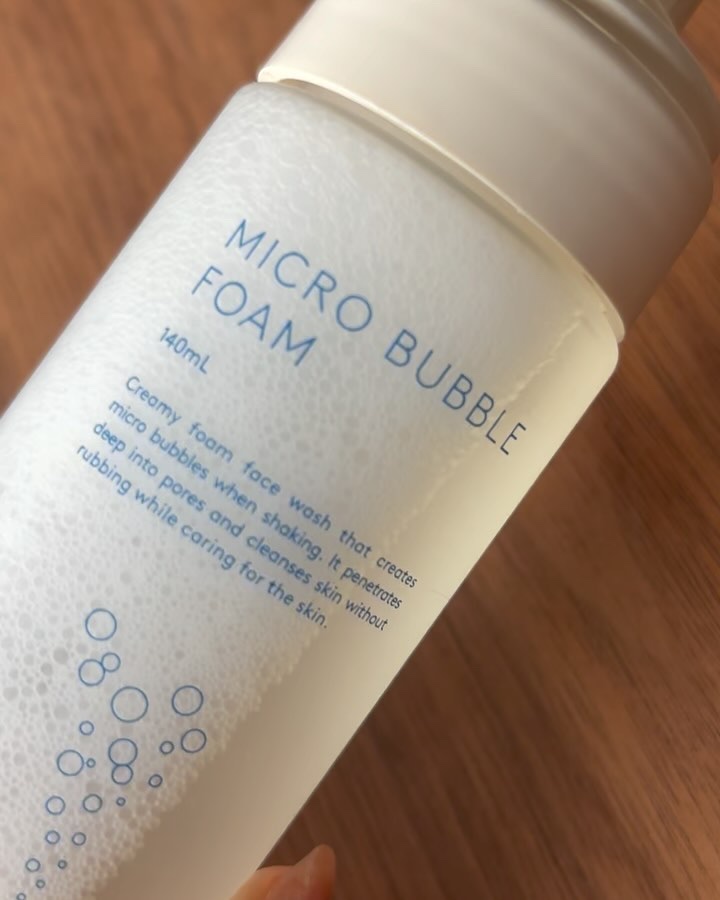 MICRO BUBBLE
FOAM
140mL
Creamy foam face wash that creates
micro bubbles when shaking. It penetrates
deep into pores and cleanses skin without
rubbing while caring for the skin.